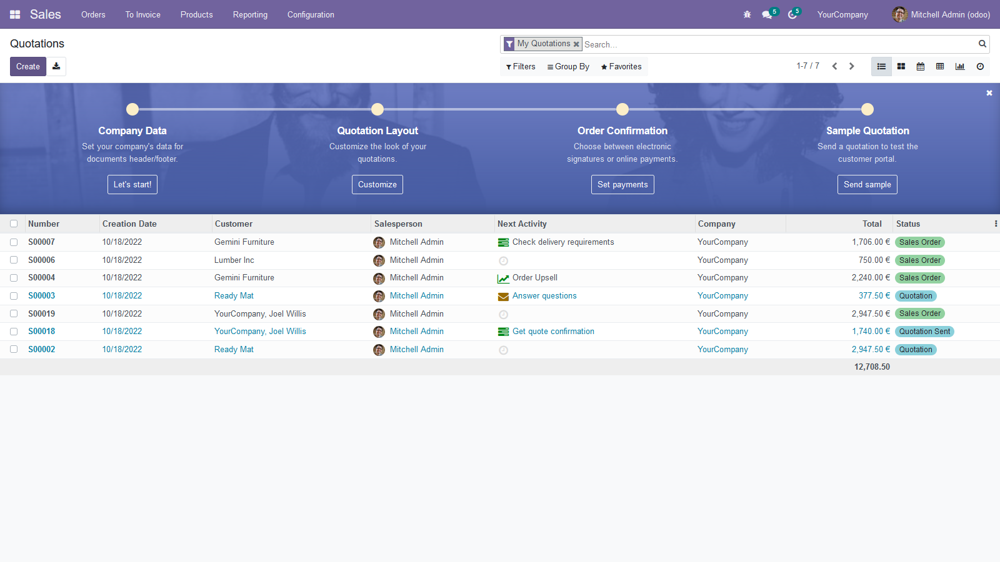 Sales Orders To Invoice Products Reporting Configuration 5 5 YourCompany Mitchell Admin (odoo)
Quotations
My Quotations Search...
Create
Filters Group By Favorites 1-7 / 7
Company Data
Set your company's data for
documents header/footer.
Let's start!
Quotation Layout
Customize the look of your
quotations.
Customize
Order Confirmation
Choose between electronic
signatures or online payments.
Set payments
Sample Quotation
Send a quotation to test the
customer portal.
Send sample
Number Creation Date Customer Salesperson Next Activity Company Total Status
S00007 10/18/2022 Gemini Furniture Mitchell Admin Check delivery requirements YourCompany 1,706.00 € Sales Order
S00006 10/18/2022 Lumber Inc Mitchell Admin YourCompany 750.00 € Sales Order
S00004 10/18/2022 Gemini Furniture Mitchell Admin Order Upsell YourCompany 2,240.00 € Sales Order
S00003 10/18/2022 Ready Mat Mitchell Admin Answer questions YourCompany 377.50 € Quotation
S00019 10/18/2022 YourCompany, Joel Willis Mitchell Admin YourCompany 2,947.50 € Sales Order
S00018 10/18/2022 YourCompany, Joel Willis Mitchell Admin Get quote confirmation YourCompany 1,740.00 € Quotation Sent
S00002 10/18/2022 Ready Mat Mitchell Admin YourCompany 2,947.50 € Quotation
12,708.50